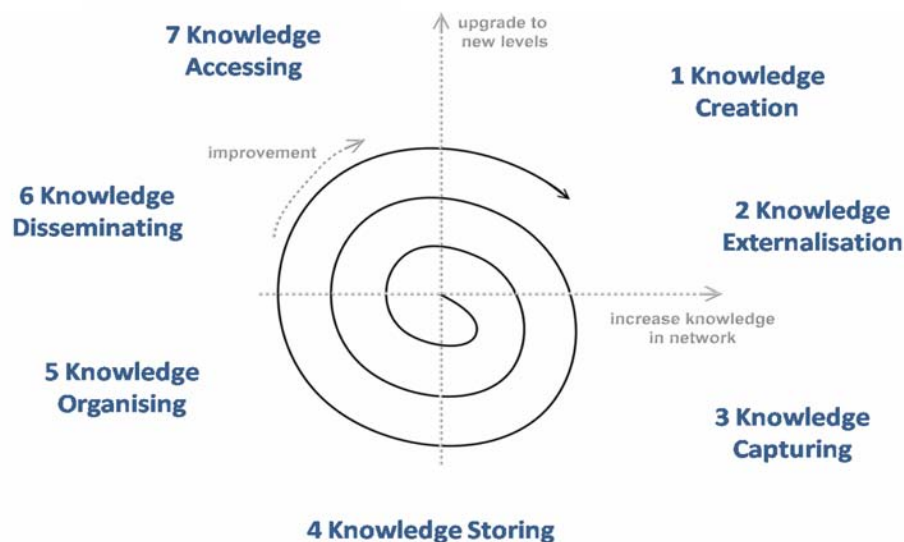 7 Knowledge
Accessing
upgrade to
new levels
1 Knowledge
Creation
improvement
6 Knowledge
Disseminating
2 Knowledge
Externalisation
increase knowledge
in network
5 Knowledge
Organising
3 Knowledge
Capturing
4 Knowledge Storing